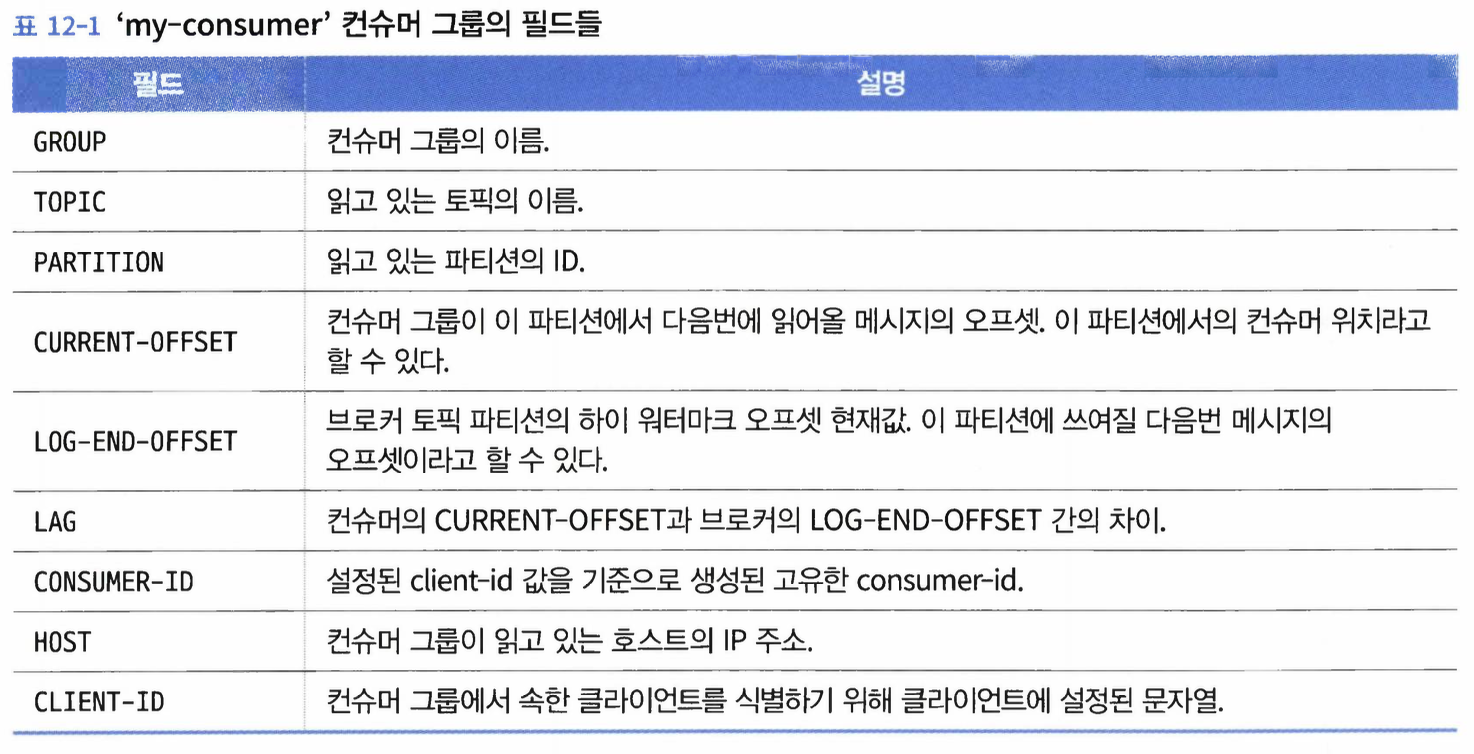 표 12-1 ‘my-consumer’ 컨슈머 그룹의 필드들
필드 설명
GROUP 컨슈머 그룹의 이름.
TOPIC 읽고 있는 토픽의 이름.
PARTITION 읽고 있는 파티션의 ID.
CURRENT-OFFSET 컨슈머 그룹이 이 파티션에서 다음번에 읽어올 메시지의 오프셋. 이 파티션에서의 컨슈머 위치라고
할 수 있다.
LOG-END-OFFSET 브로커 토픽 파티션의 하이 워터마크 오프셋 현재값. 이 파티션에 쓰여질 다음번 메시지의
오프셋이라고 할 수 있다.
LAG 컨슈머의 CURRENT-OFFSET과 브로커의 LOG-END-OFFSET 간의 차이.
CONSUMER-ID 설정된 client-id 값을 기준으로 생성된 고유한 consumer-id.
HOST 컨슈머 그룹이 읽고 있는 호스트의 IP 주소.
CLIENT-ID 컨슈머 그룹에서 속한 클라이언트를 식별하기 위해 클라이언트에 설정된 문자열.